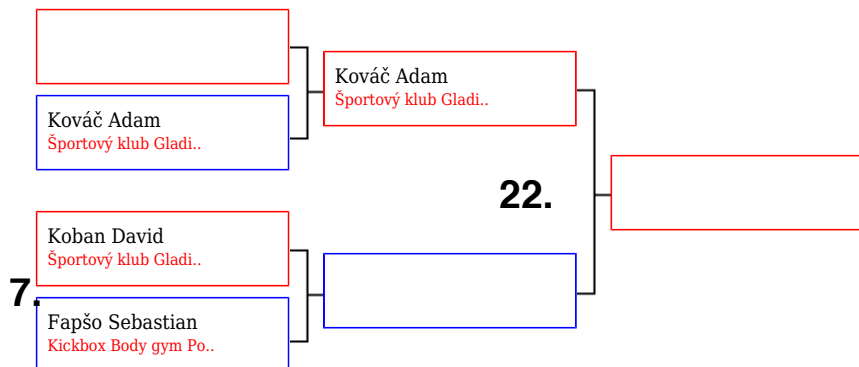 Kováč Adam
Športový klub Gladi..
Kováč Adam
Športový klub Gladi..
22.
Koban David
Športový klub Gladi..
7.
Fapšo Sebastian
Kickbox Body gym Po..